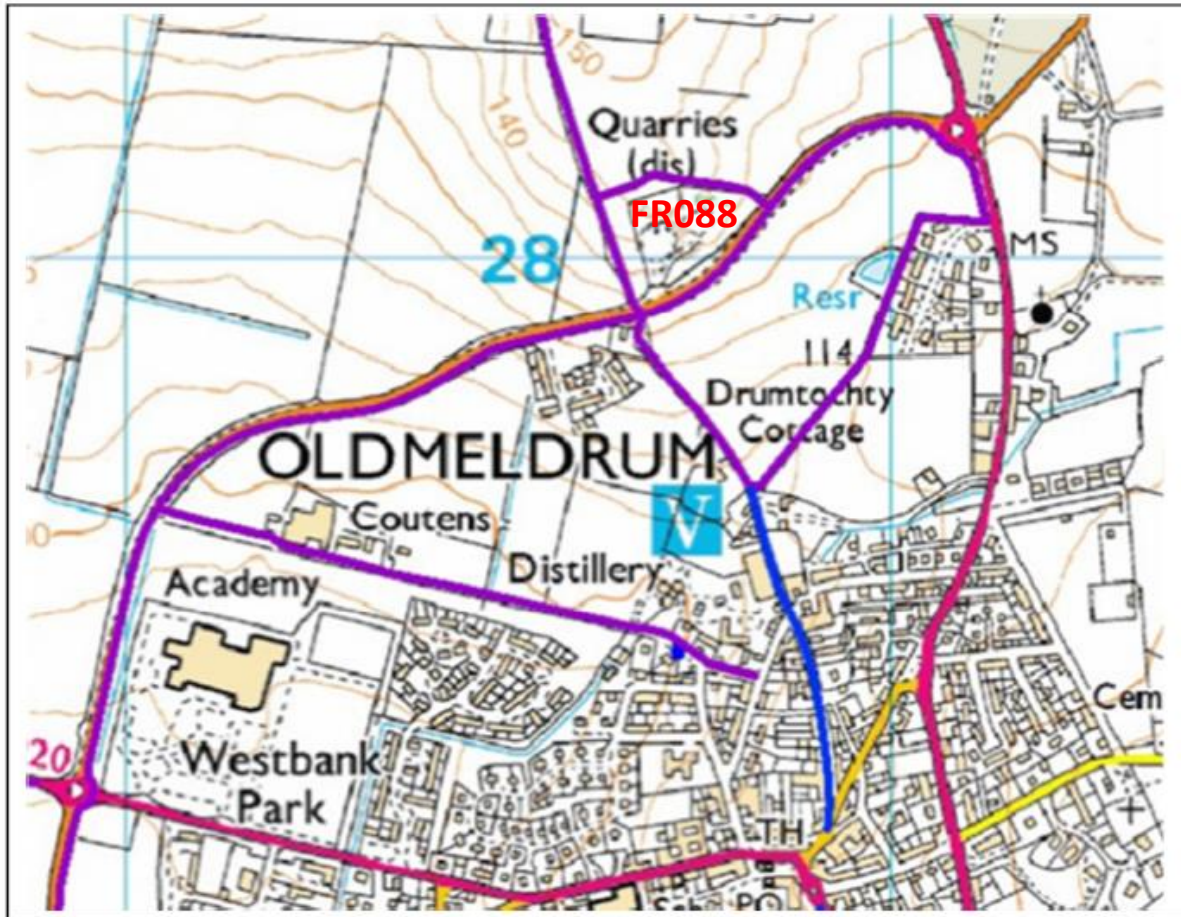 150
140
Quarries
(dis)
FR088
28
MS
Resr
114
Drumtochty
Cottage
OLDMELDRUM
V
Coutens
Distillery
Academy
Cem
20
Westbank
Park
TH
PO